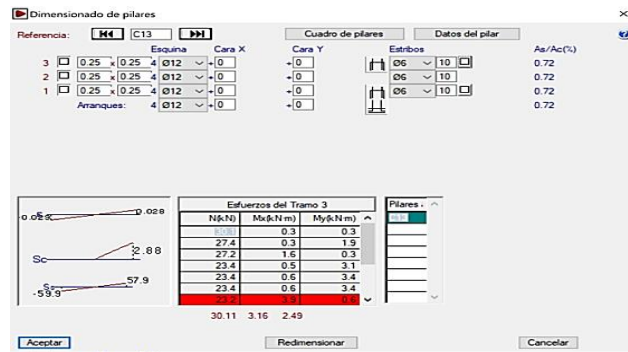 Dimensionado de pilares
Referencia: C13 Cuadro de pilares Datos del pilar
Esquina Cara X Cara Y Estribos As/Ac(%)
3 0.25 x 0.25 4 Ø12 +0 +0 Ø6 10 0.72
2 0.25 x 0.25 4 Ø12 +0 +0 Ø6 10 0.72
1 0.25 x 0.25 4 Ø12 +0 +0 Ø6 10 0.72
Arranques: 4 Ø12 +0 +0 0.72
0.028
Sc 2.88
-59.9 57.9
Esfuerzos del Tramo 3
N(kN) Mx(kN·m) My(kN·m)
30.1 0.3 0.3
27.4 0.3 1.9
27.2 1.6 0.3
23.4 0.5 3.1
23.4 0.6 3.4
23.4 0.6 3.4
23.2 3.9 0.6
30.11 3.16 2.49
Pilares
C13
Aceptar Redimensionar Cancelar